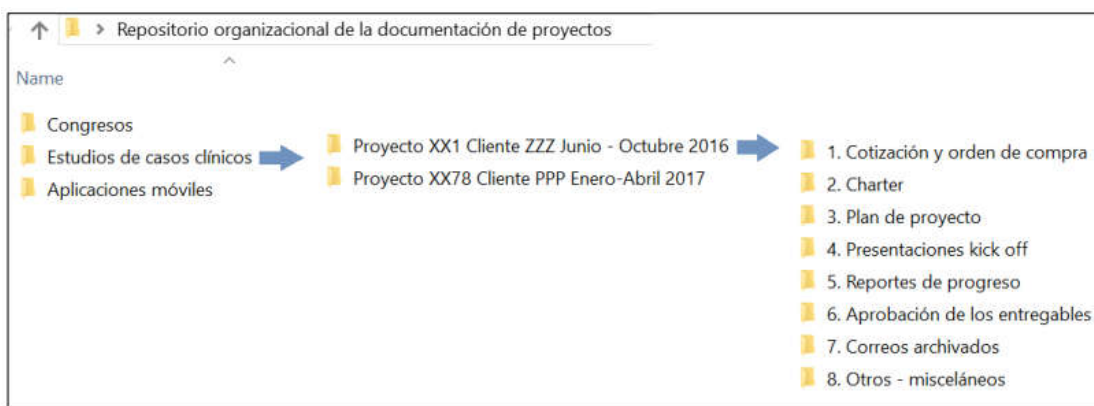 Repositorio organizacional de la documentación de proyectos
Name
Congresos
Estudios de casos clínicos
Aplicaciones móviles
Proyecto XX1 Cliente ZZZ Junio - Octubre 2016
Proyecto XX78 Cliente PPP Enero-Abril 2017
1. Cotización y orden de compra
2. Charter
3. Plan de proyecto
4. Presentaciones kick off
5. Reportes de progreso
6. Aprobación de los entregables
7. Correos archivados
8. Otros - misceláneos